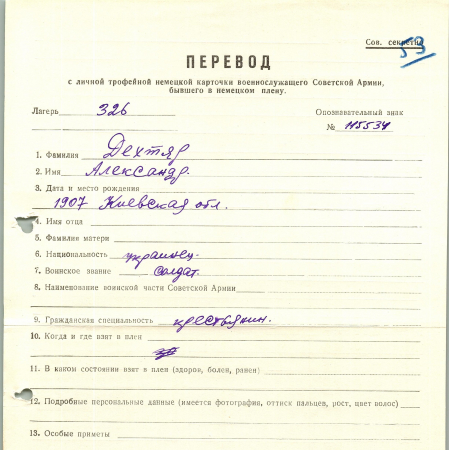 Сов. секретно
53
ПЕРЕВОД
с личной трофейной немецкой карточки военнослужащего Советской Армии,
бывшего в немецком плену.
Лагерь 326 Опознавательный знак
№ 115534
1. Фамилия Дехтяр
2. Имя Александр.
3. Дата и место рождения
1907 Киевская обл.
4. Имя отца
5. Фамилия матери
6. Национальность украинец
7. Воинское звание солдат.
8. Наименование воинской части Советской Армии
9. Гражданская специальность крестьянин.
10. Когда и где взят в плен
11. В каком состоянии взят в плен (здоров, болен, ранен)
12. Подробные персональные данные (имеется фотография, оттиск пальцев, рост, цвет волос)
13. Особые приметы